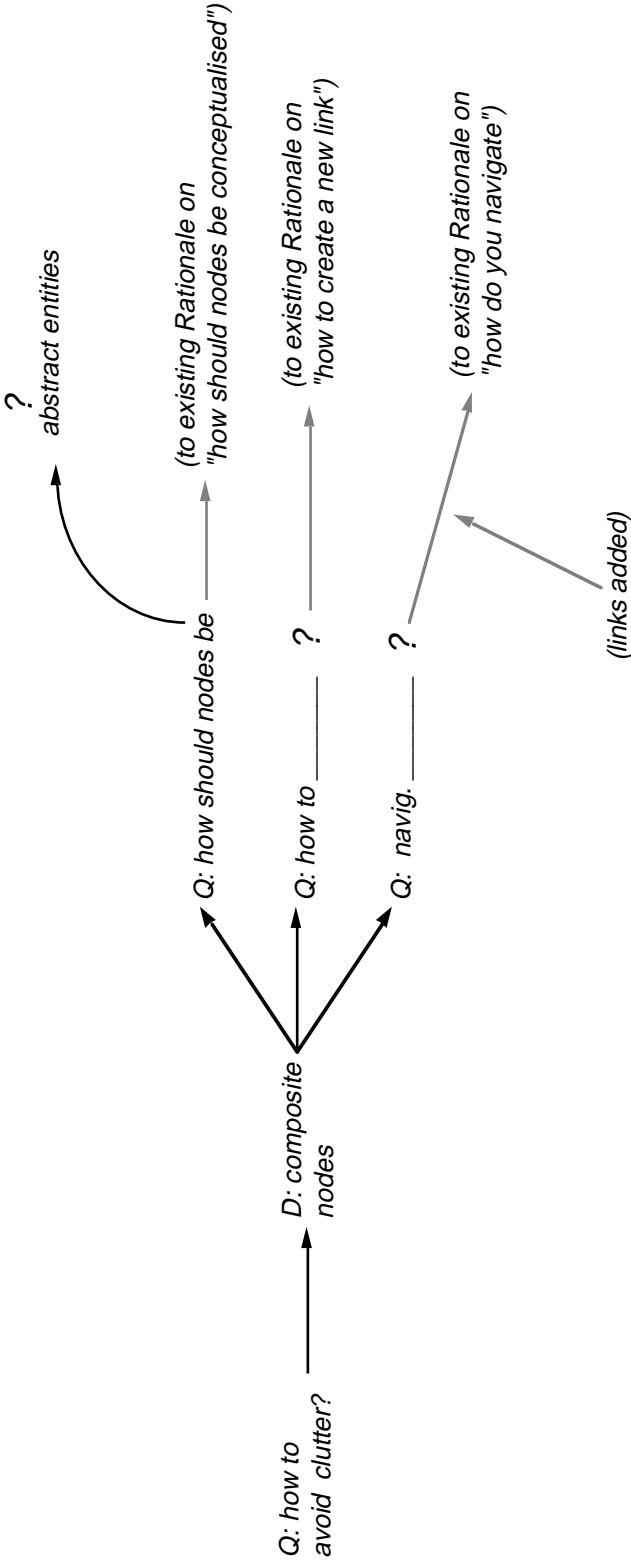 Q: how to
avoid clutter?
D: composite
nodes
Q: how should nodes be
?
abstract entities
(to existing Rationale on
"how should nodes be conceptualised")
Q: how to ______ ?
(to existing Rationale on
"how to create a new link")
Q: navig. ______ ?
(to existing Rationale on
"how do you navigate")
(links added)